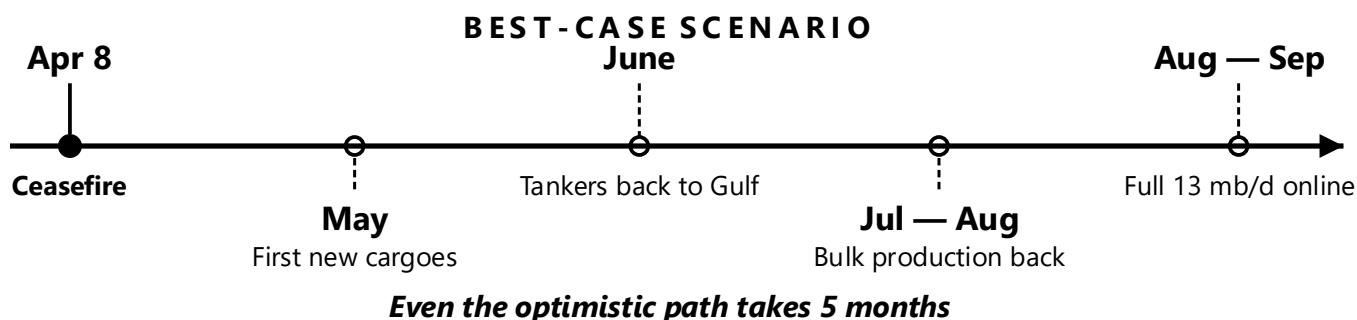 BEST-CASE SCENARIO
Apr 8
June
Aug — Sep
Ceasefire
Tankers back to Gulf
Full 13 mb/d online
May
Jul — Aug
First new cargoes
Bulk production back
Even the optimistic path takes 5 months